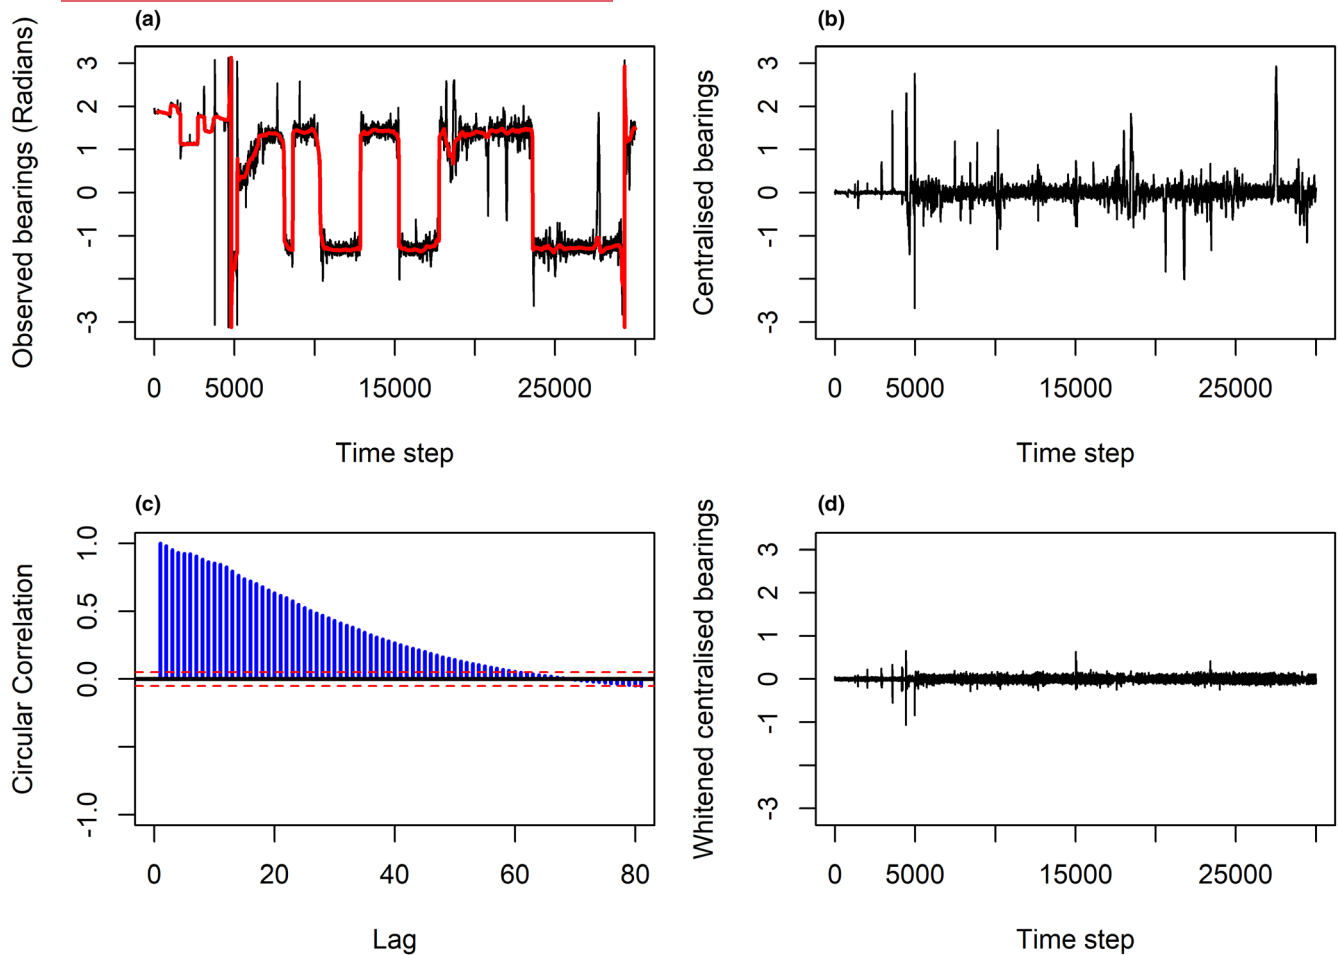 (a)
Observed bearings (Radians)
3
2
1
0
-1
-3
0 5000 15000 25000
Time step
(b)
Centralised bearings
3
2
1
0
-1
-3
0 5000 15000 25000
Time step
(c)
Circular Correlation
1.0
0.5
0.0
-1.0
0 20 40 60 80
Lag
(d)
Whitened centralised bearings
3
2
1
0
-1
-3
0 5000 15000 25000
Time step